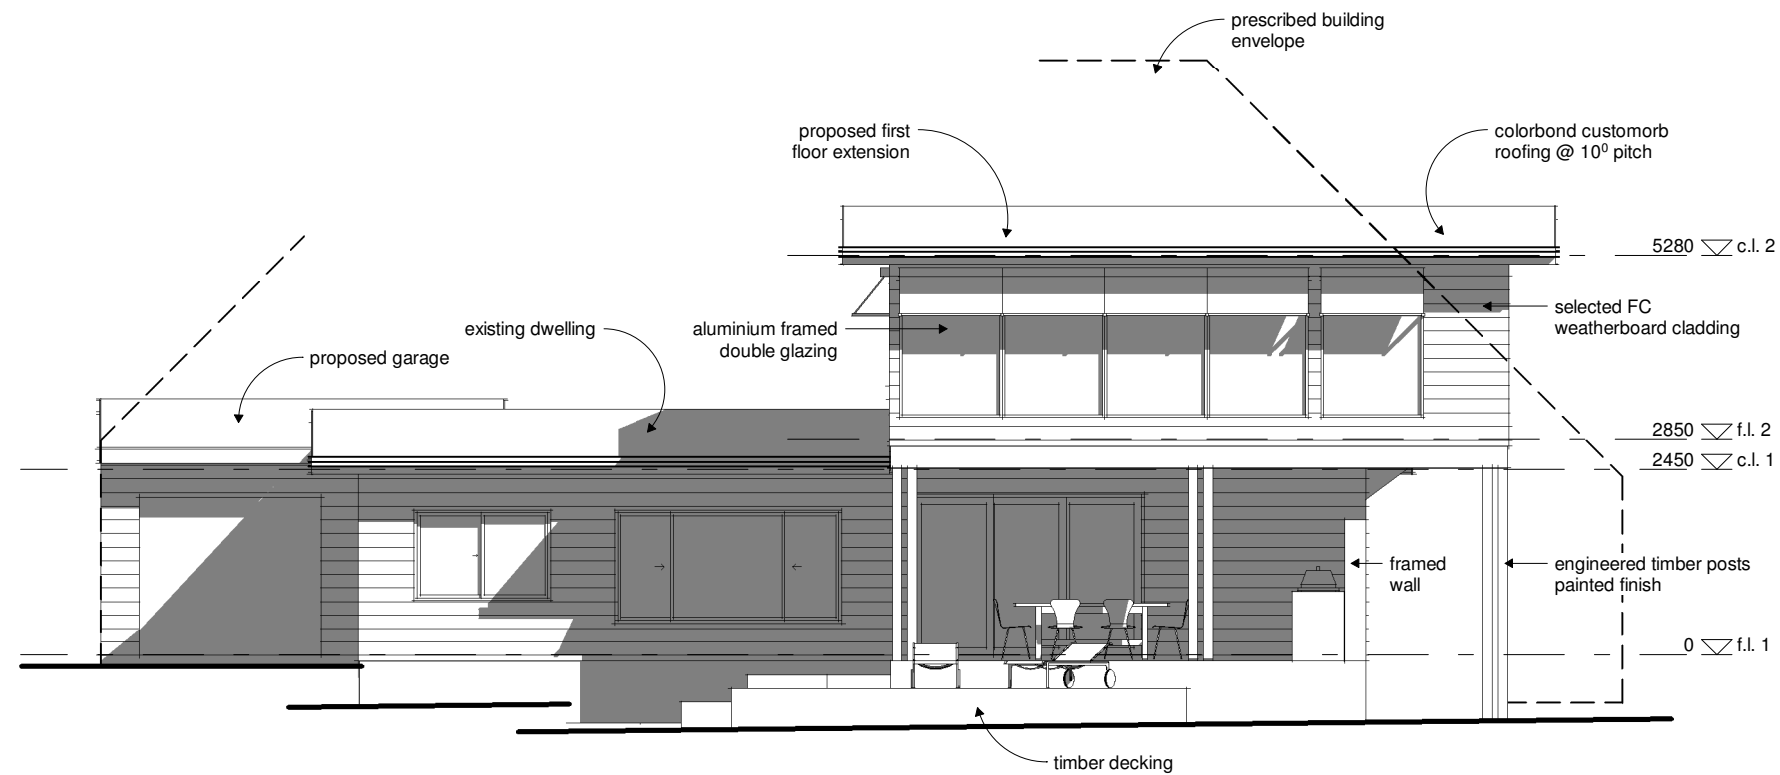 prescribed building
envelope
proposed first
floor extension
colorbond customorb
roofing @ 10⁰ pitch
5280 c.l. 2
selected FC
weatherboard cladding
existing dwelling
aluminium framed
double glazing
proposed garage
2850 f.l. 2
2450 c.l. 1
framed
wall
engineered timber posts
painted finish
0 f.l. 1
timber decking